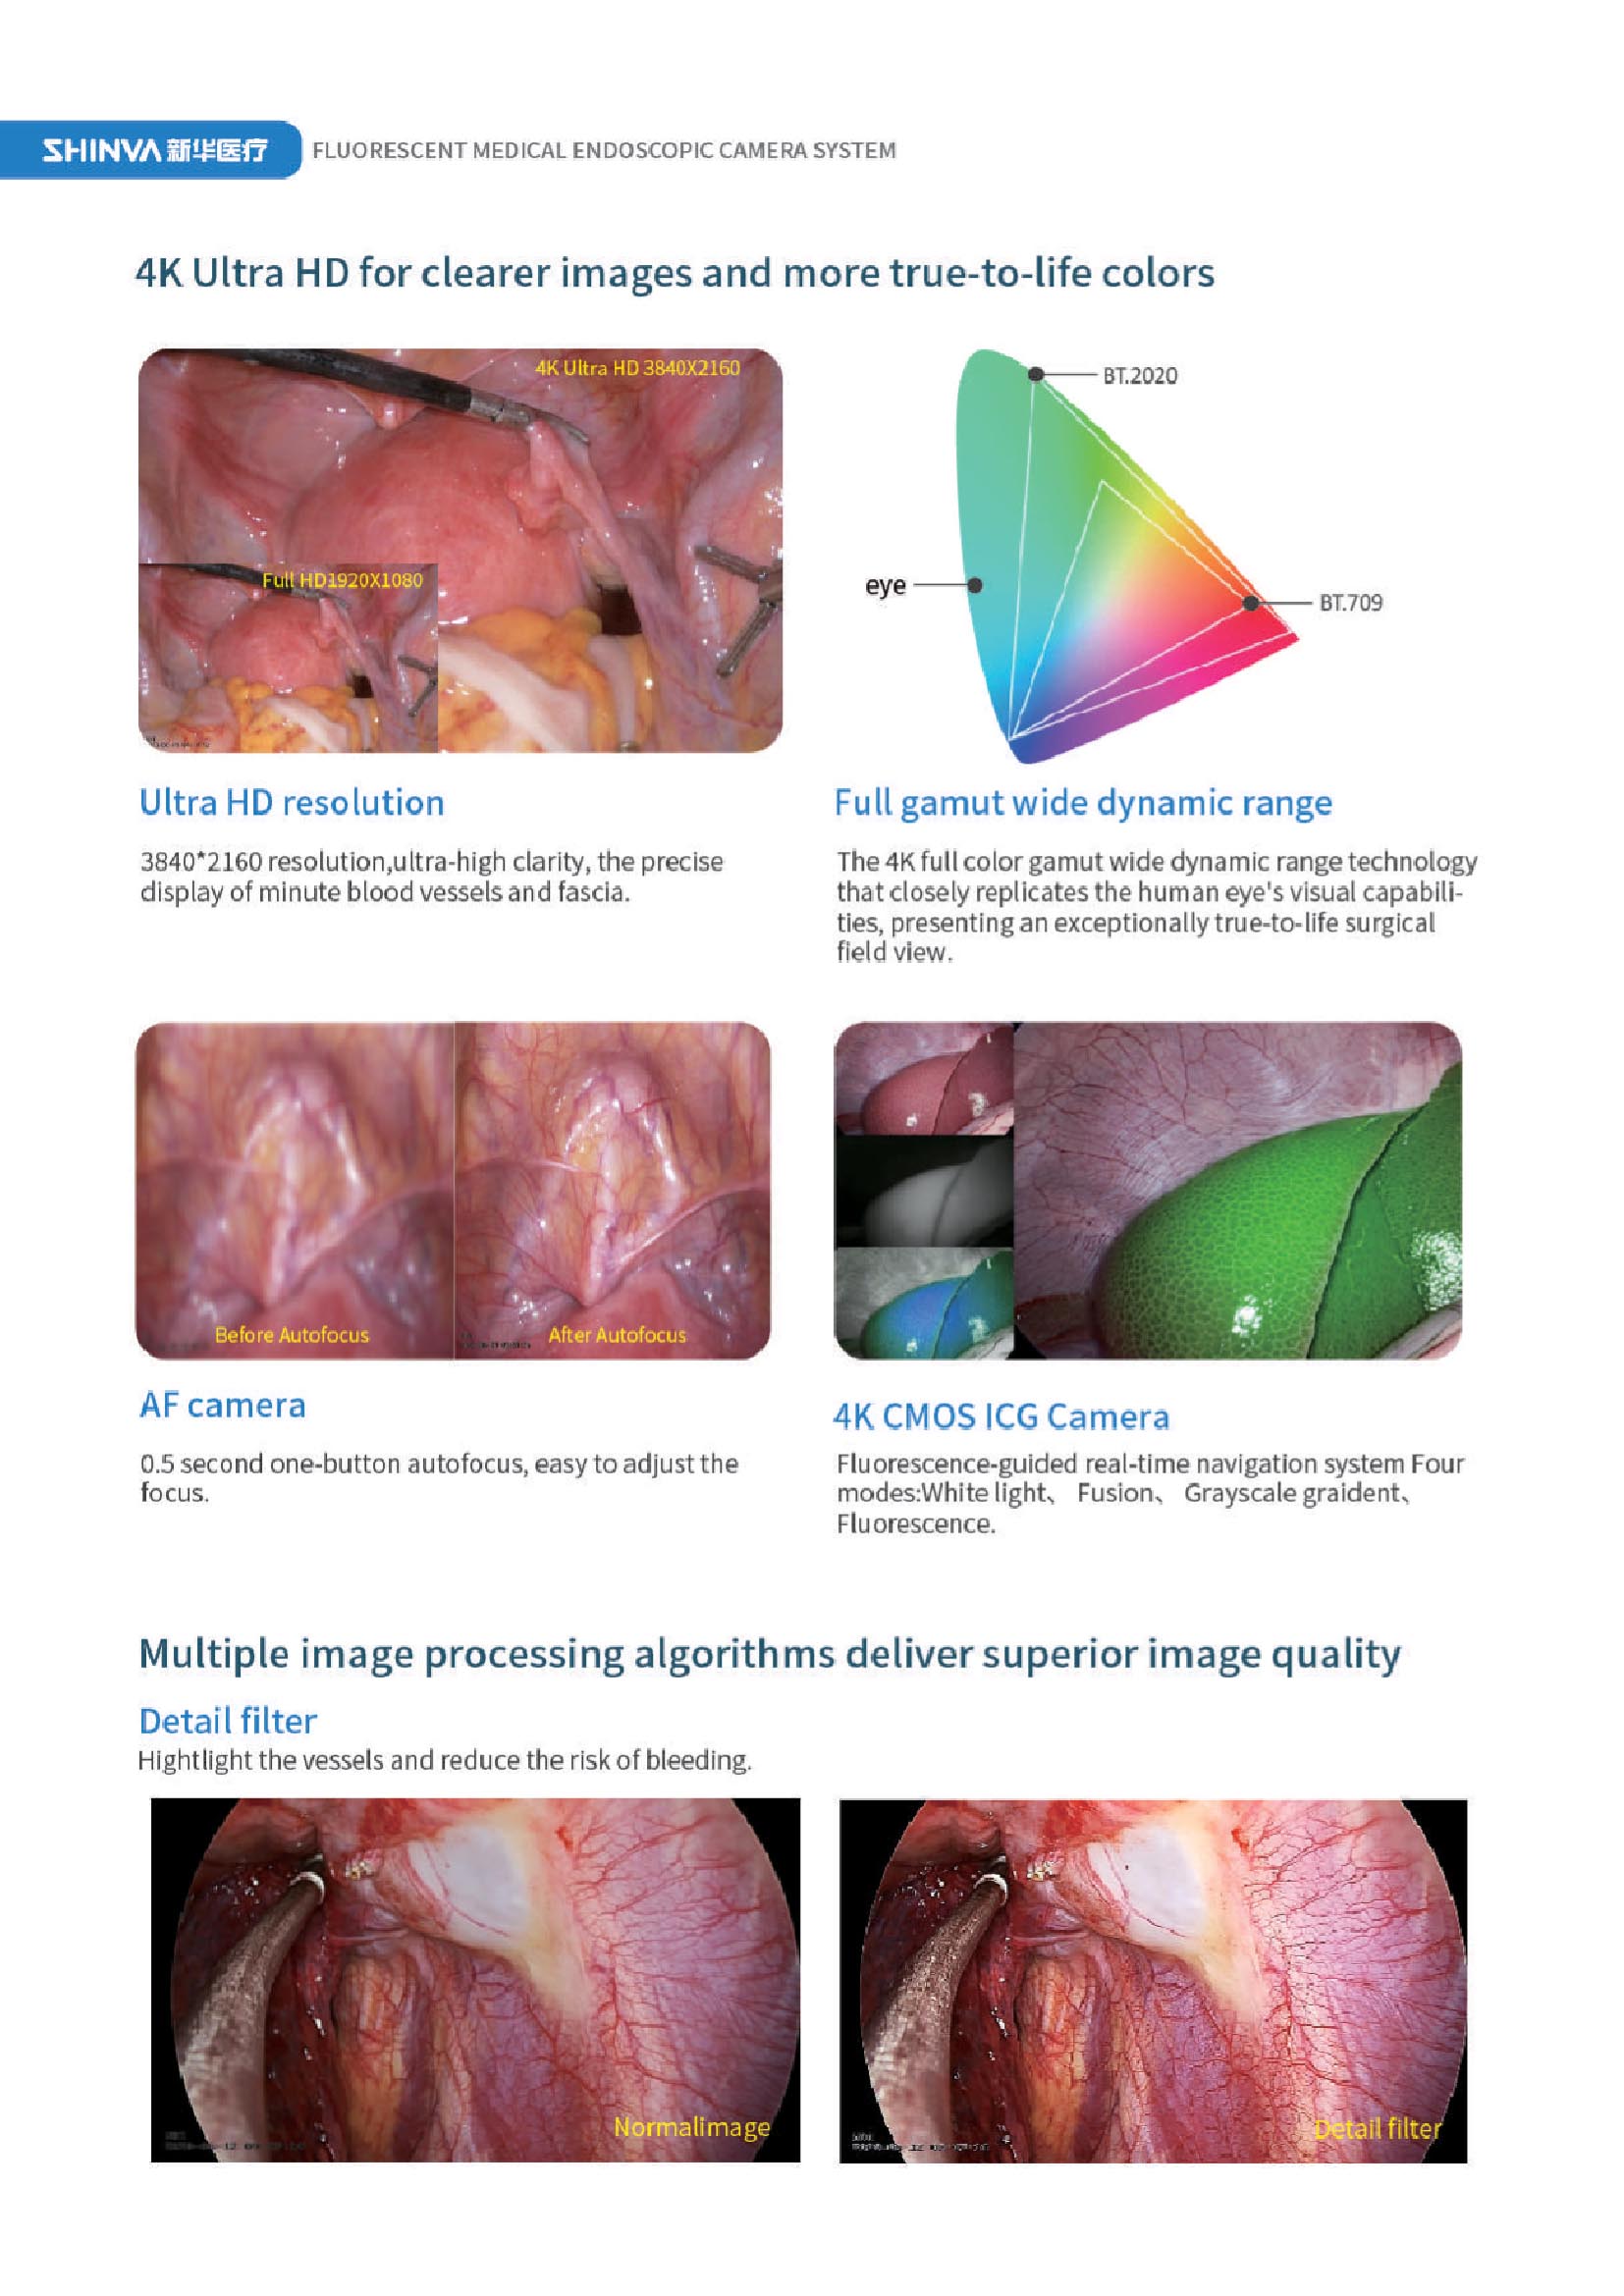 SHINVA 新华医疗
FLUORESCENT MEDICAL ENDOSCOPIC CAMERA SYSTEM
4K Ultra HD for clearer images and more true-to-life colors
4K Ultra HD 3840X2160
Full HD1920X1080
BT.2020
eye
BT.709
Ultra HD resolution
3840*2160 resolution,ultra-high clarity, the precise
display of minute blood vessels and fascia.
Full gamut wide dynamic range
The 4K full color gamut wide dynamic range technology
that closely replicates the human eye's visual capabili-
ties, presenting an exceptionally true-to-life surgical
field view.
Before Autofocus
After Autofocus
AF camera
0.5 second one-button autofocus, easy to adjust the
focus.
4K CMOS ICG Camera
Fluorescence-guided real-time navigation system Four
modes:White light、 Fusion、 Grayscale graident、
Fluorescence.
Multiple image processing algorithms deliver superior image quality
Detail filter
Hightlight the vessels and reduce the risk of bleeding.
Normalimage
Detail filter